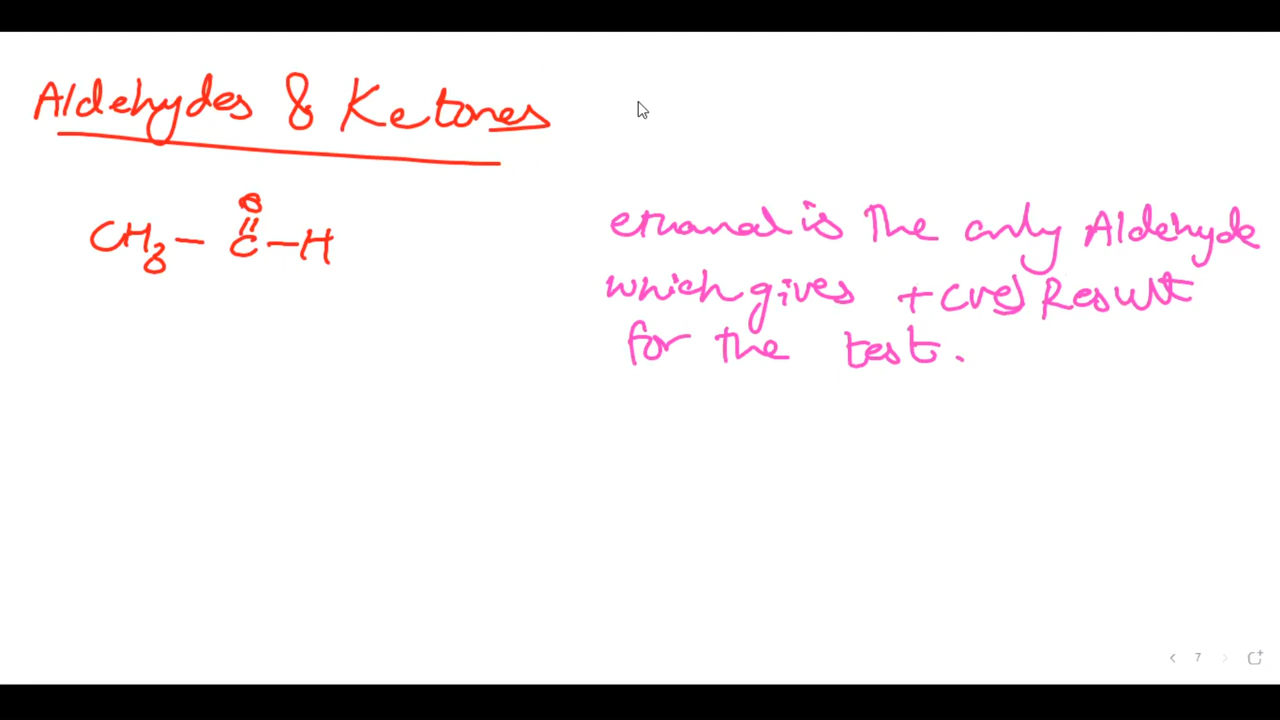 Aldehydes & Ketones
O
CH3 - C - H
ethanal is the only Aldehyde
which gives +(ve) Result
for the test.
7